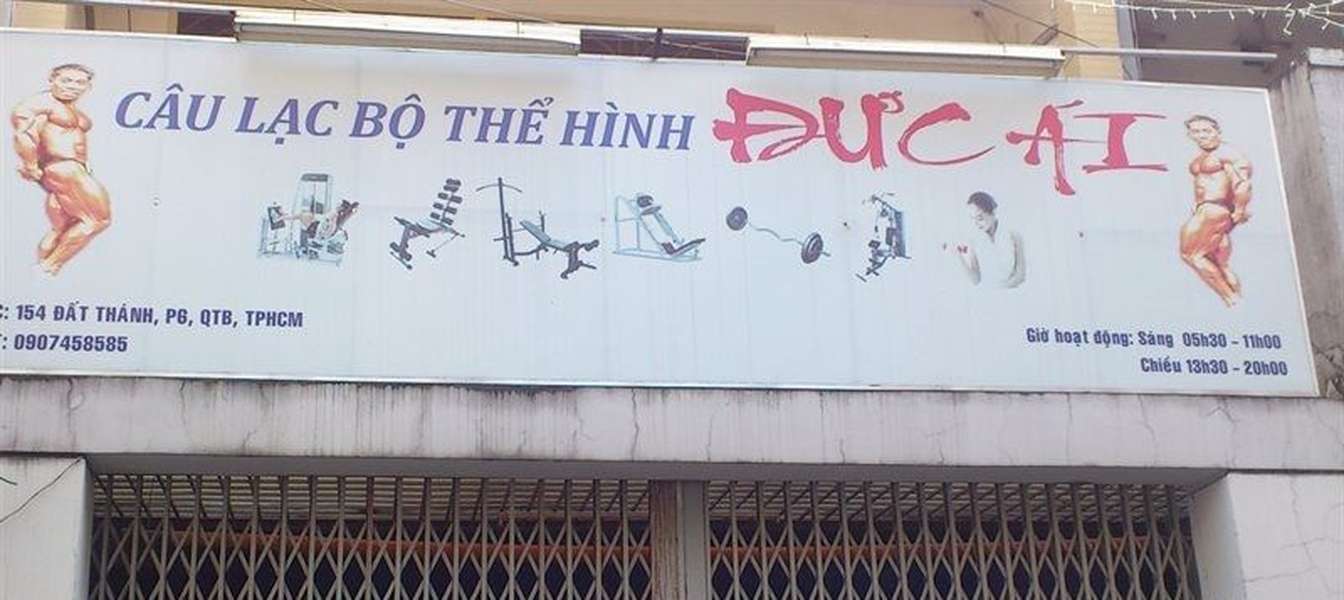 CÂU LẠC BỘ THỂ HÌNH ĐỨC ÁI
C: 154 ĐẤT THÁNH, P6, QTB, TPHCM
T: 0907458585
Giờ hoạt động: Sáng 05h30 - 11h00
Chiều 13h30 - 20h00